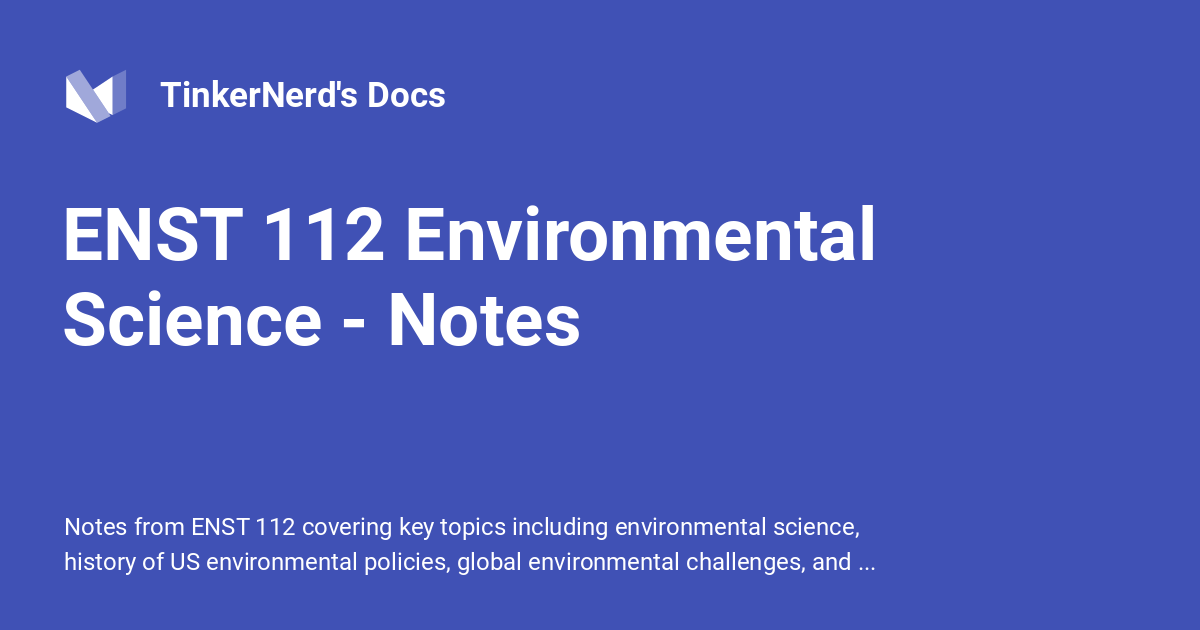 TinkerNerd's Docs
ENST 112 Environmental
Science - Notes
Notes from ENST 112 covering key topics including environmental science,
history of US environmental policies, global environmental challenges, and ...